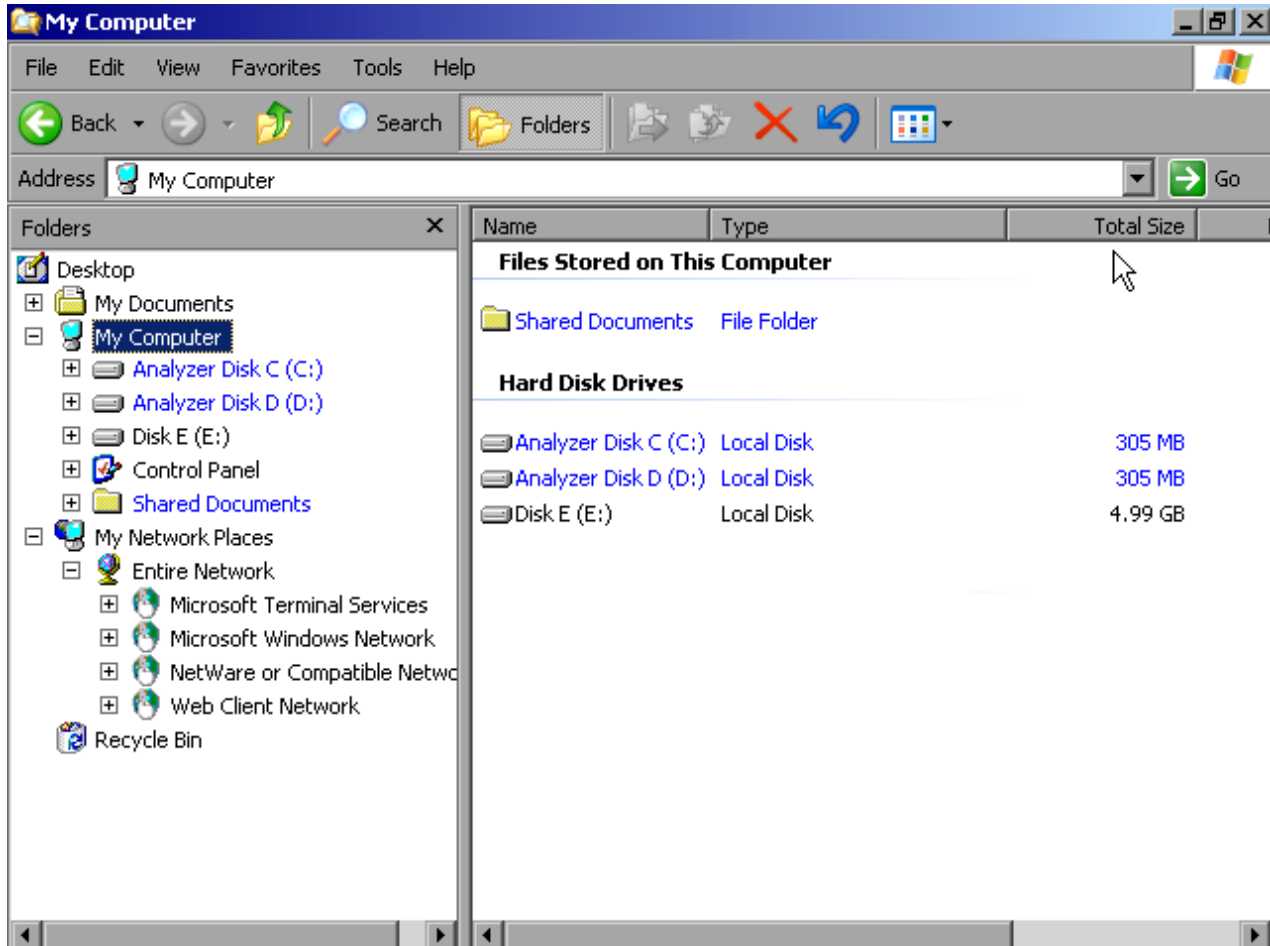 My Computer
File Edit View Favorites Tools Help
Back Search Folders
Address My Computer Go
Folders
Desktop
My Documents
My Computer
Analyzer Disk C (C:)
Analyzer Disk D (D:)
Disk E (E:)
Control Panel
Shared Documents
My Network Places
Entire Network
Microsoft Terminal Services
Microsoft Windows Network
NetWare or Compatible Netwo
Web Client Network
Recycle Bin
Name Type Total Size
Files Stored on This Computer
Shared Documents File Folder
Hard Disk Drives
Analyzer Disk C (C:) Local Disk 305 MB
Analyzer Disk D (D:) Local Disk 305 MB
Disk E (E:) Local Disk 4.99 GB